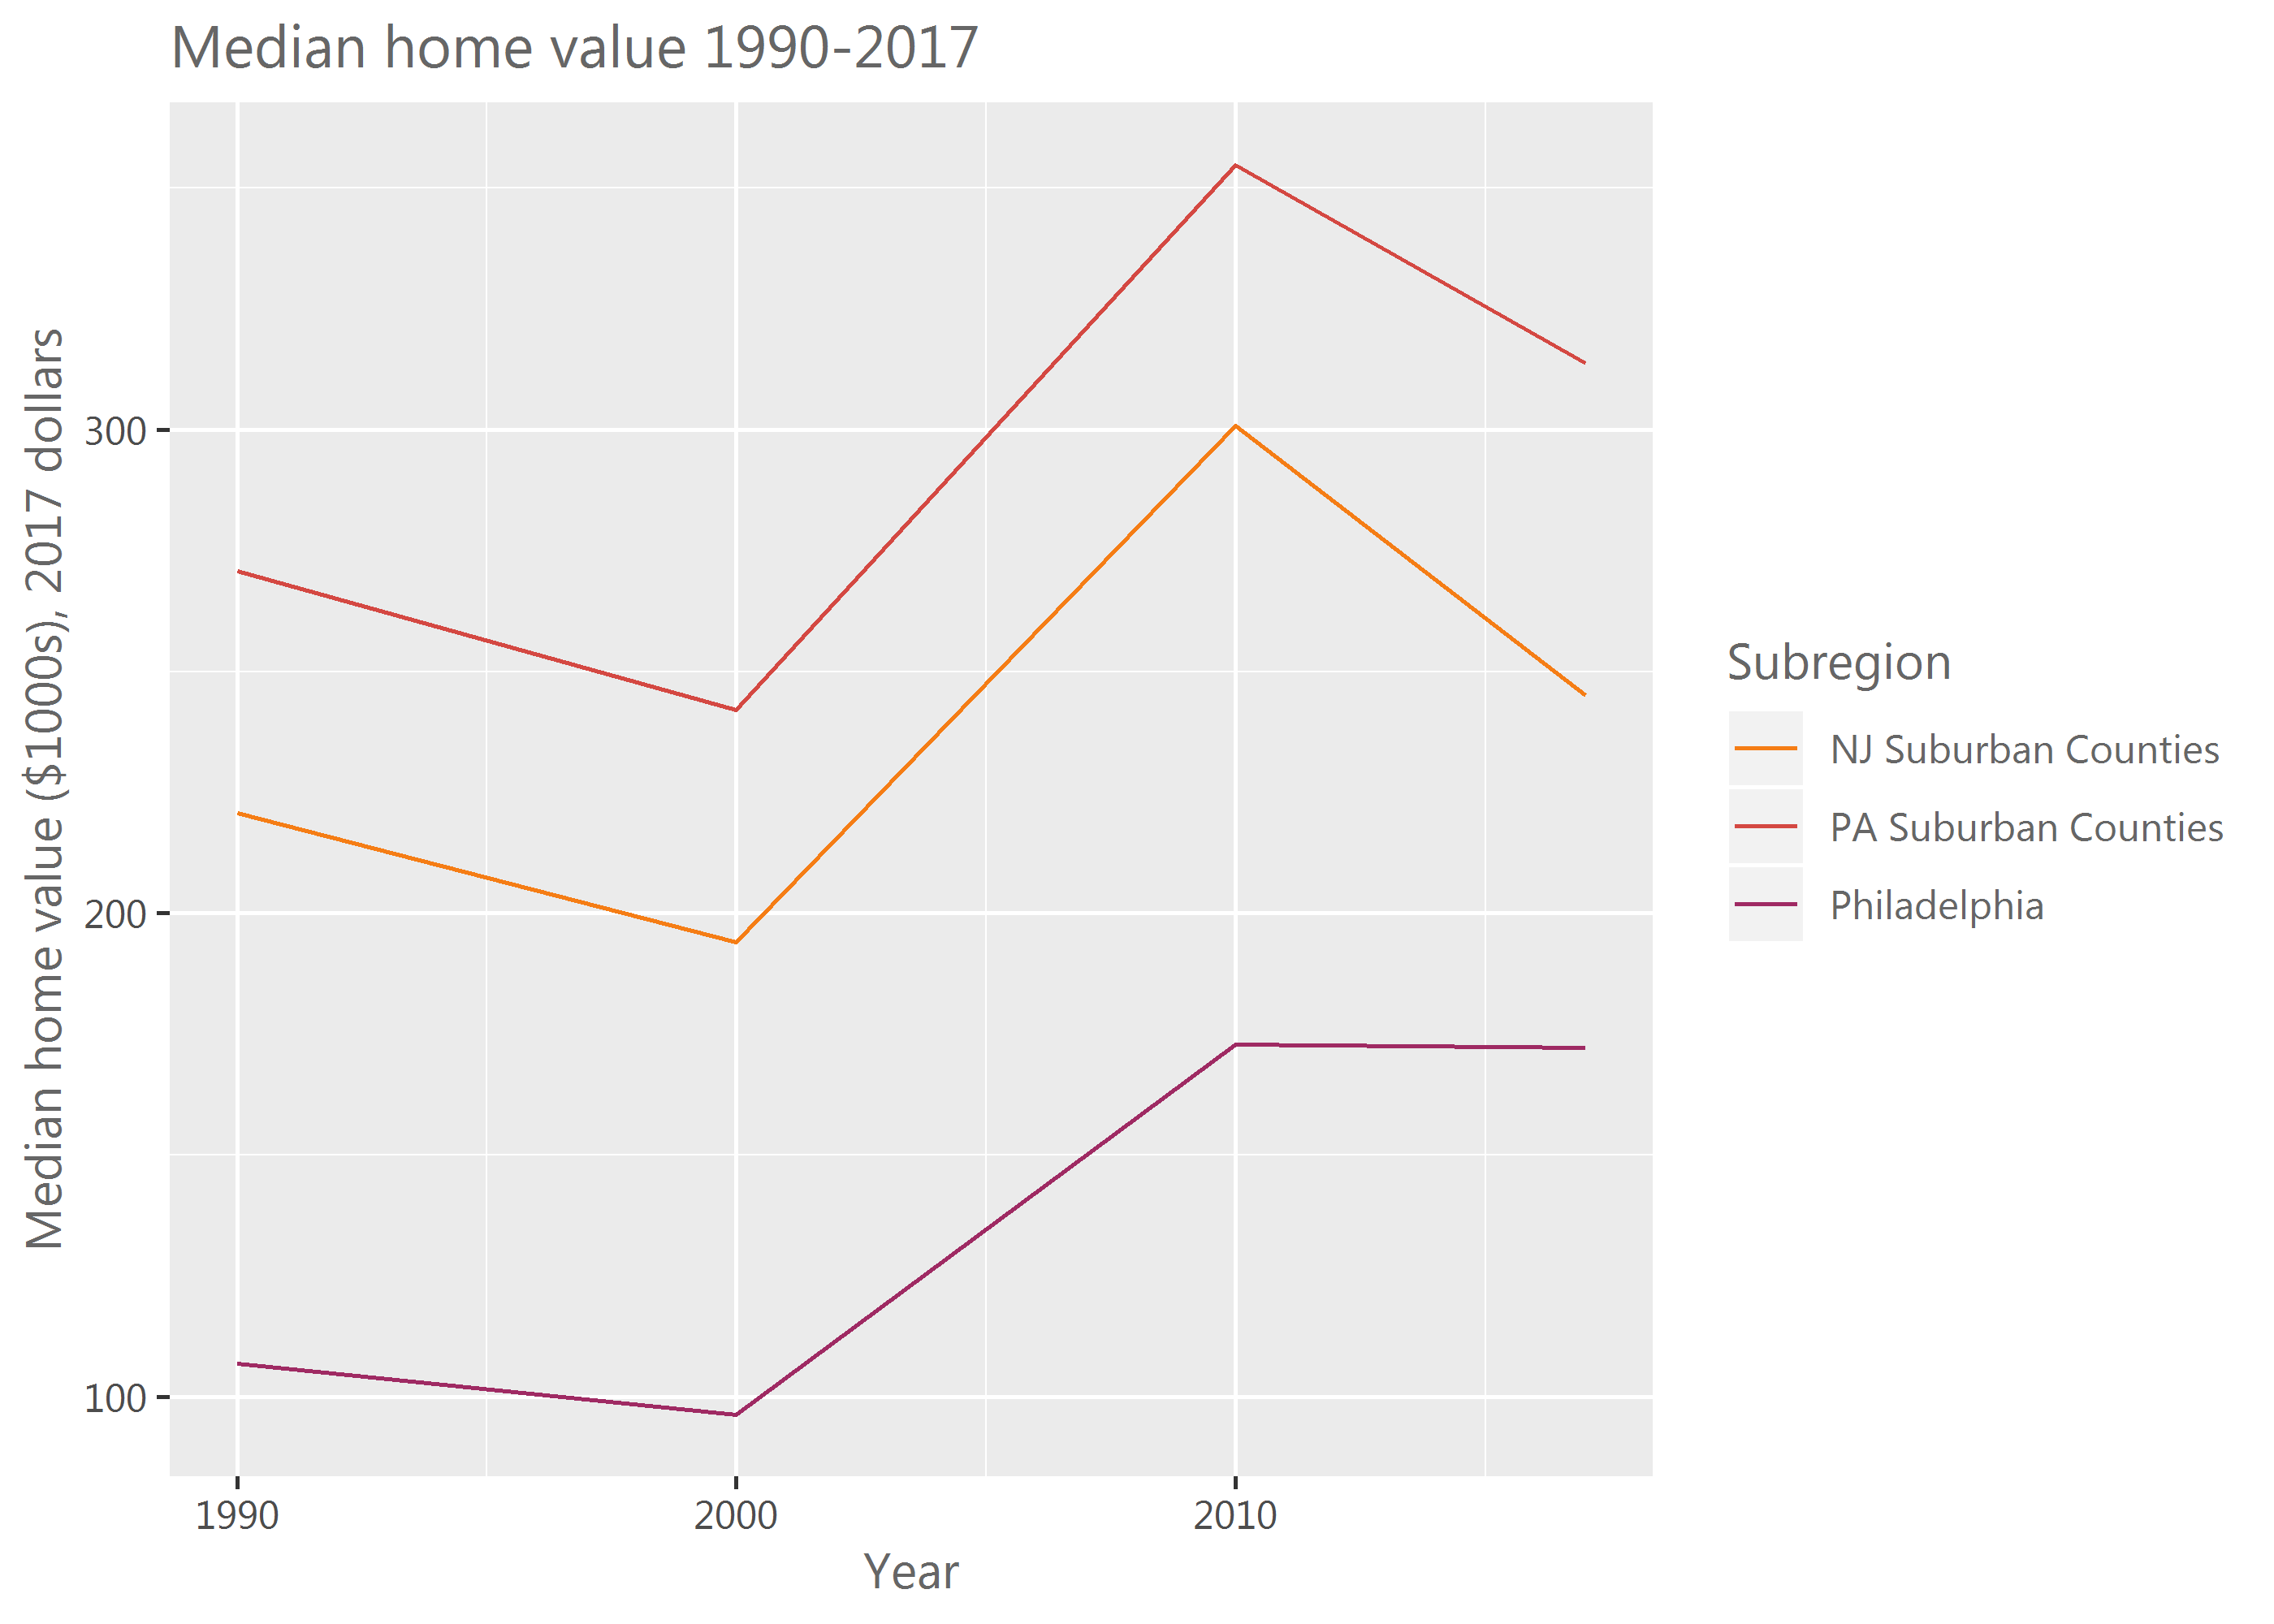 Median home value 1990-2017
Median home value ($1000s), 2017 dollars
300
200
100
1990
2000
2010
Year
Subregion
NJ Suburban Counties
PA Suburban Counties
Philadelphia